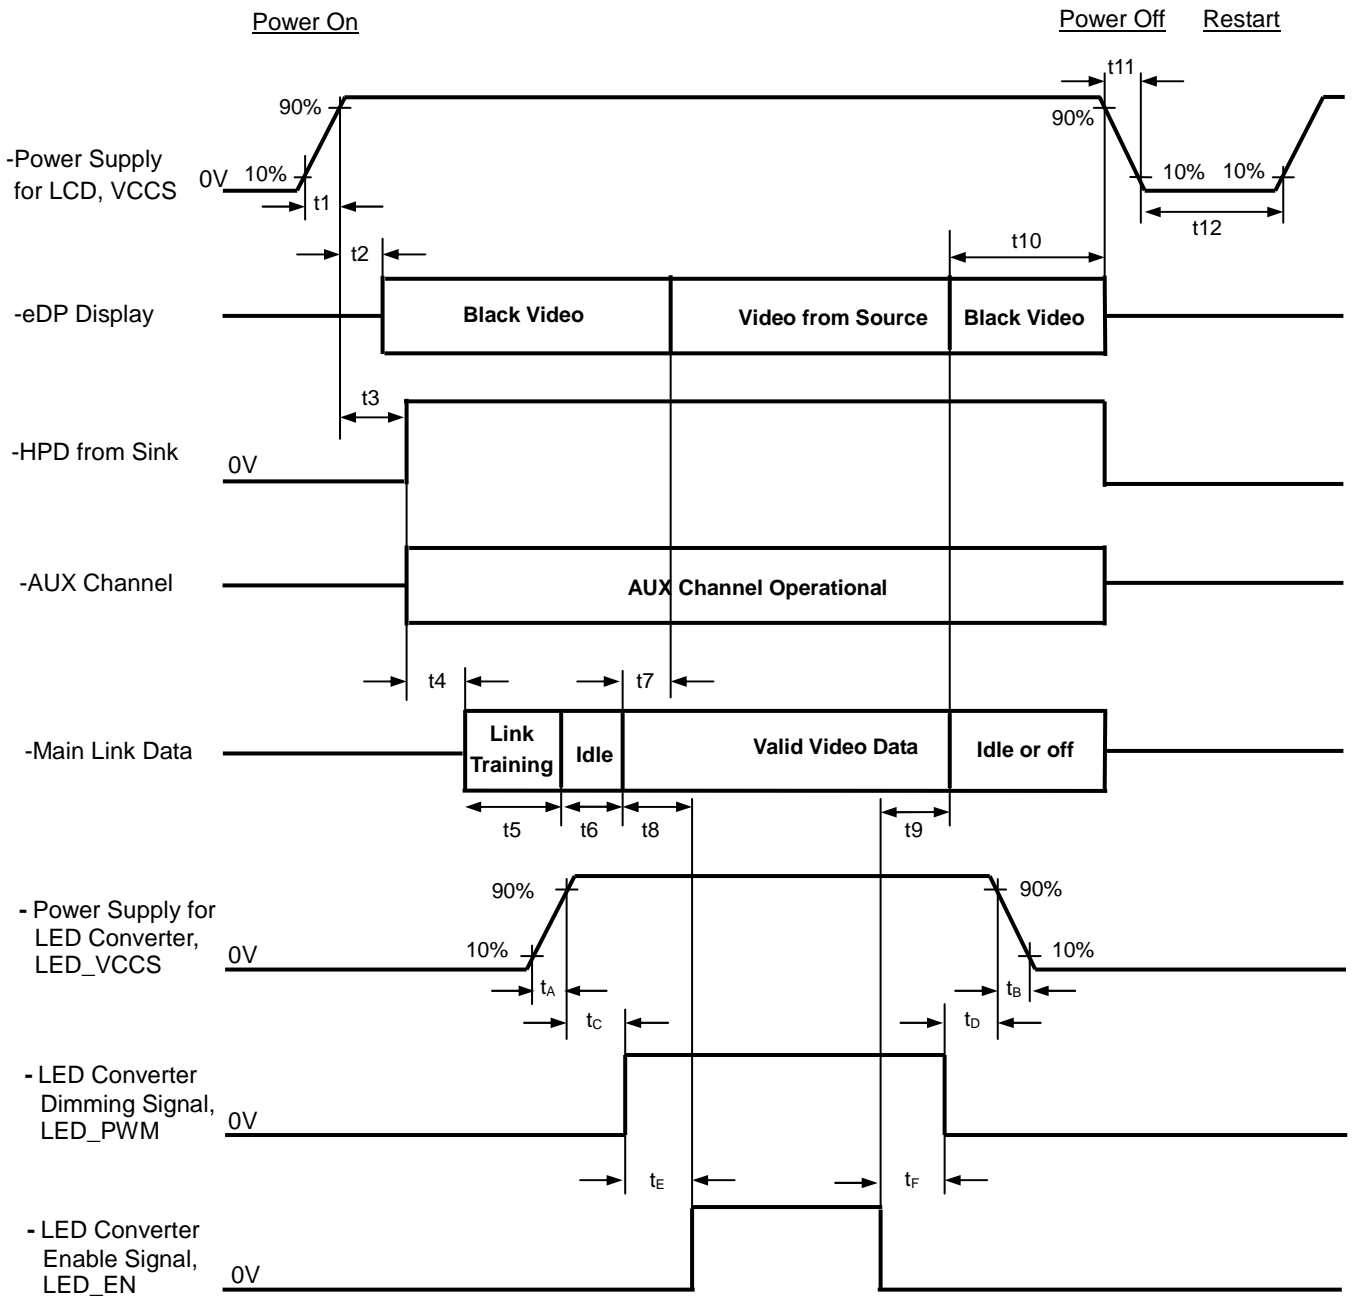 Power On
Power Off
Restart
t11
90%
90%
-Power Supply
for LCD, VCCS
0V
10%
10%
10%
t1
t12
t2
t10
-eDP Display
Black Video
Video from Source
Black Video
t3
-HPD from Sink
0V
-AUX Channel
AUX Channel Operational
t4
t7
-Main Link Data
Link
Training
Idle
Valid Video Data
Idle or off
t5
t6
t8
t9
90%
90%
- Power Supply for
LED Converter,
LED_VCCS
0V
10%
10%
tA
tB
tC
tD
- LED Converter
Dimming Signal,
LED_PWM
0V
tE
tF
- LED Converter
Enable Signal,
LED_EN
0V